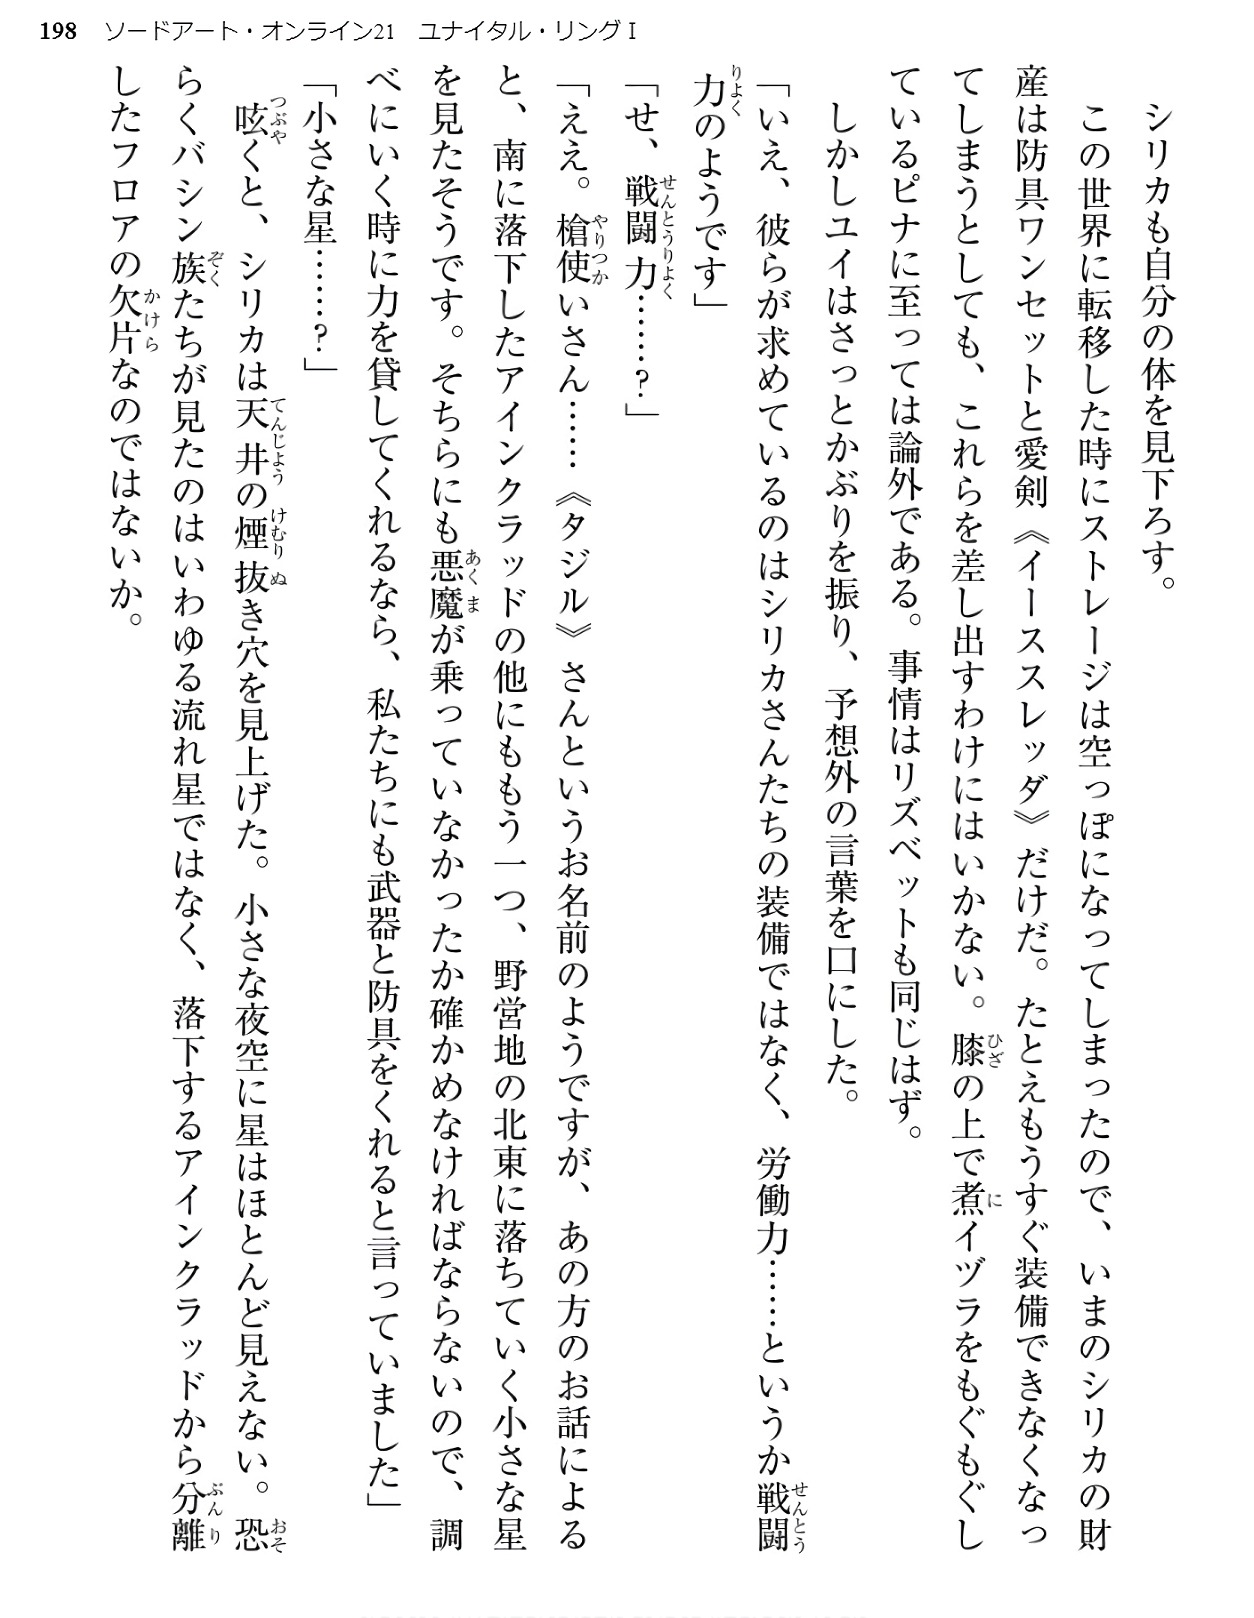 198 ソードアート・オンライン21 ユナイタル・リングⅠ
シリカも自分の体を見下ろす。
この世界に転移した時にストレージは空っぽになってしまったので、いまのシリカの財
産は防具ワンセットと愛剣《イーススレッダ》だけだ。たとえもうすぐ装備できなくなっ
てしまうとしても、これらを差し出すわけにはいかない。膝の上で煮イヅラをもぐもぐし
ているピナに至っては論外である。事情はリズベットも同じはず。
しかしユイはさっとかぶりを振り、予想外の言葉を口にした。
「いえ、彼らが求めているのはシリカさんたちの装備ではなく、労働力……というか戦闘
力のようです」
「せ、戦闘力……?」
「ええ。槍使いさん……《タジル》さんというお名前のようですが、あの方のお話による
と、南に落下したアインクラッドの他にももう一つ、野営地の北東に落ちていく小さな星
を見たそうです。そちらにも悪魔が乗っていなかったか確かめなければならないので、調
べにいく時に力を貸してくれるなら、私たちにも武器と防具をくれると言っていました」
「小さな星……?」
呟くと、シリカは天井の煙抜き穴を見上げた。小さな夜空に星はほとんど見えない。恐
らくバシン族たちが見たのはいわゆる流れ星ではなく、落下するアインクラッドから分離
したフロアの欠片なのではないか。